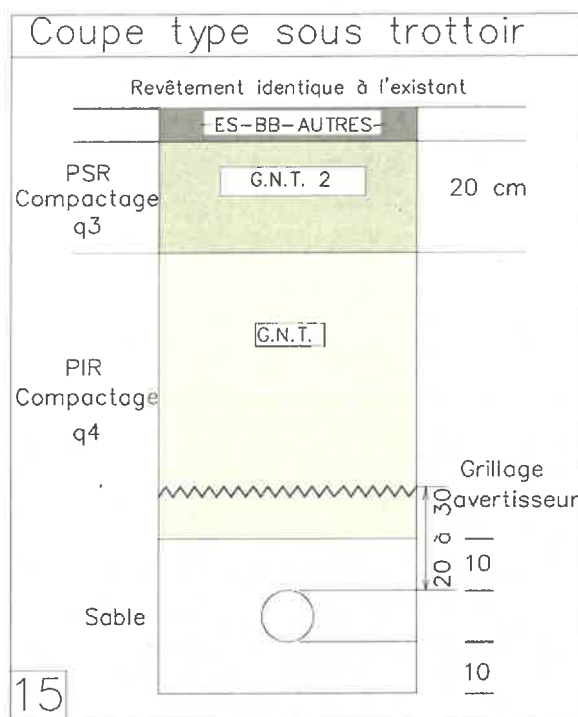 Coupe type sous trottoir
Revêtement identique à l'existant
ES-BB-AUTRES
PSR
Compactage
q3
G.N.T. 2
20 cm
G.N.T.
PIR
Compactage
q4
Grillage
avertisseur
20 à 30
10
Sable
10
15